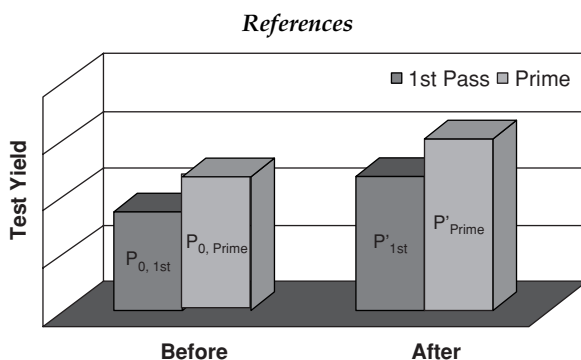 References
1st Pass Prime
Test Yield
P0, 1st
P0, Prime
P'1st
P'Prime
Before
After